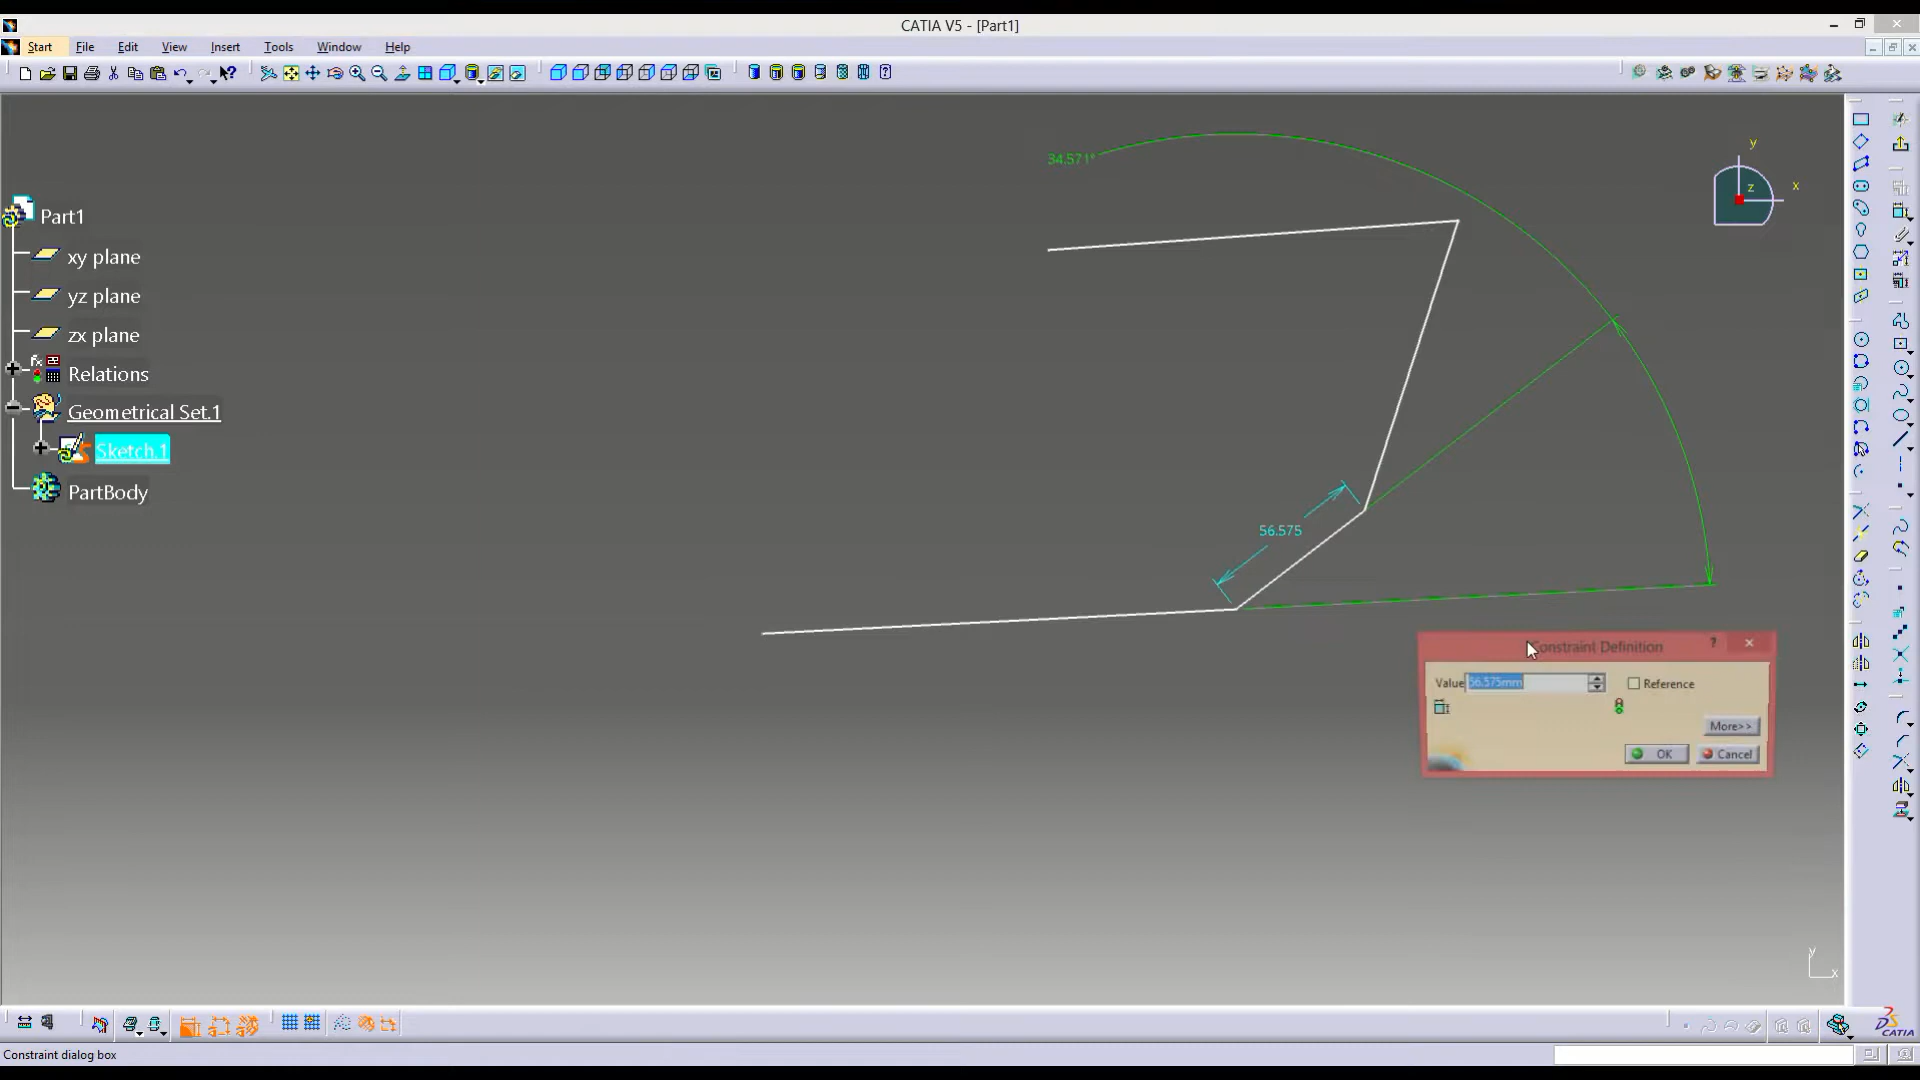 CATIA V5 - [Part1]
Start File Edit View Insert Tools Window Help
34.571°
y
z
x
Part1
xy plane
yz plane
zx plane
Relations
Geometrical Set.1
Sketch.1
PartBody
56.575
Constraint Definition
? ×
Value 56.575mm Reference
More>>
OK Cancel
y
x
CATIA
Constraint dialog box